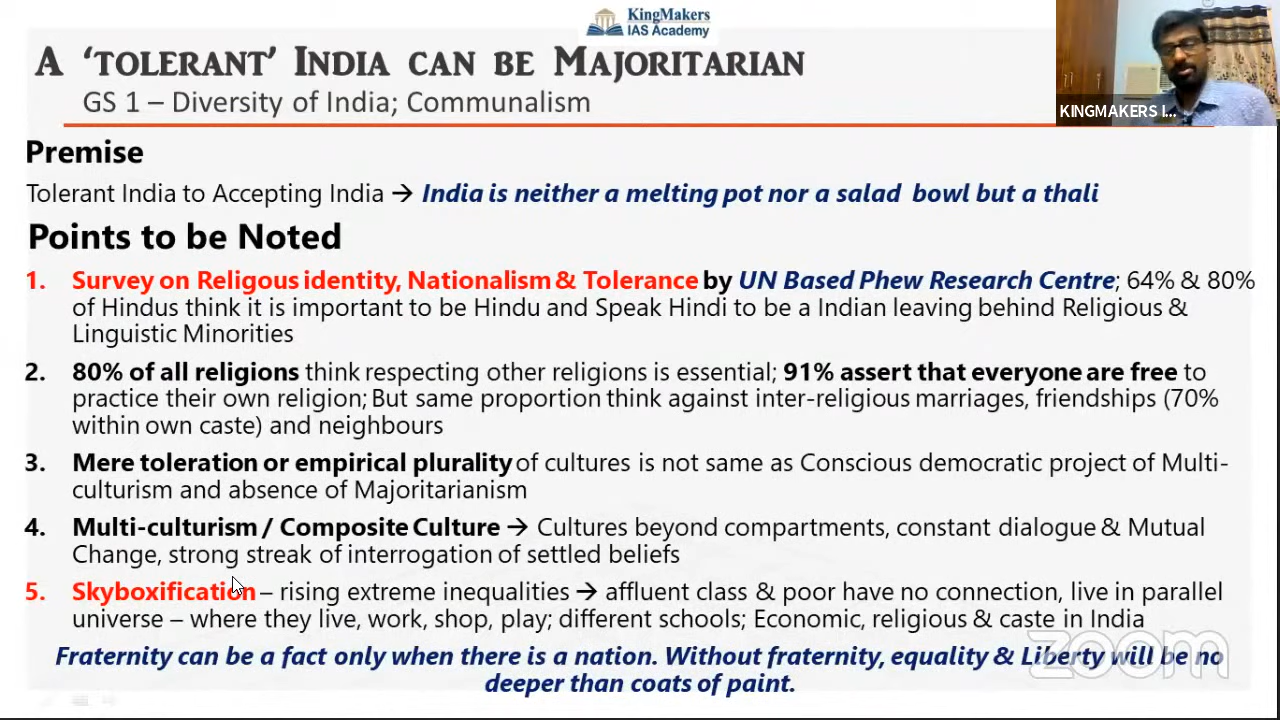 KingMakers
IAS Academy
A ‘TOLERANT’ INDIA CAN BE MAJORITARIAN
GS 1 – Diversity of India; Communalism
KINGMAKERS I...
Premise
Tolerant India to Accepting India → India is neither a melting pot nor a salad bowl but a thali
Points to be Noted
1. Survey on Religous identity, Nationalism & Tolerance by UN Based Phew Research Centre; 64% & 80%
of Hindus think it is important to be Hindu and Speak Hindi to be a Indian leaving behind Religious &
Linguistic Minorities
2. 80% of all religions think respecting other religions is essential; 91% assert that everyone are free to
practice their own religion; But same proportion think against inter-religious marriages, friendships (70%
within own caste) and neighbours
3. Mere toleration or empirical plurality of cultures is not same as Conscious democratic project of Multi-
culturism and absence of Majoritarianism
4. Multi-culturism / Composite Culture → Cultures beyond compartments, constant dialogue & Mutual
Change, strong streak of interrogation of settled beliefs
5. Skyboxification – rising extreme inequalities → affluent class & poor have no connection, live in parallel
universe – where they live, work, shop, play; different schools; Economic, religious & caste in India
Fraternity can be a fact only when there is a nation. Without fraternity, equality & Liberty will be no
deeper than coats of paint.
zoom